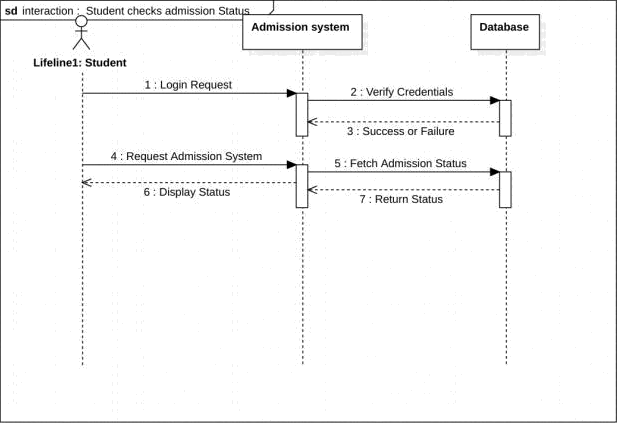 sd interaction : Student checks admission Status
Admission system
Database
Lifeline1: Student
1 : Login Request
2 : Verify Credentials
3 : Success or Failure
4 : Request Admission System
5 : Fetch Admission Status
6 : Display Status
7 : Return Status